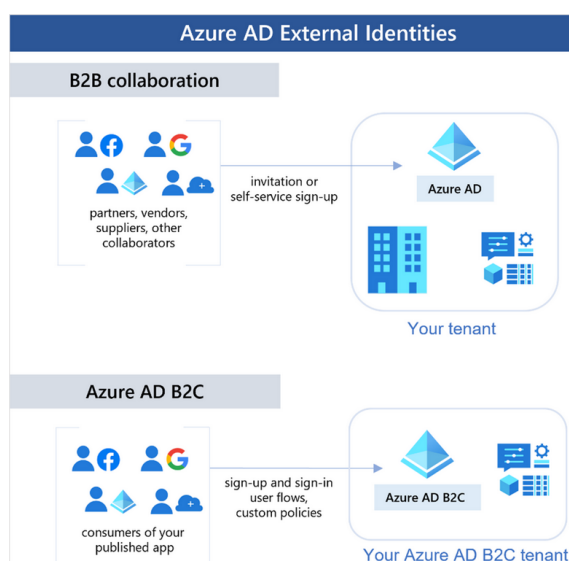 Azure AD External Identities
B2B collaboration
partners, vendors,
suppliers, other
collaborators
invitation or
self-service sign-up
Azure AD
Your tenant
Azure AD B2C
consumers of your
published app
sign-up and sign-in
user flows,
custom policies
Azure AD B2C
Your Azure AD B2C tenant